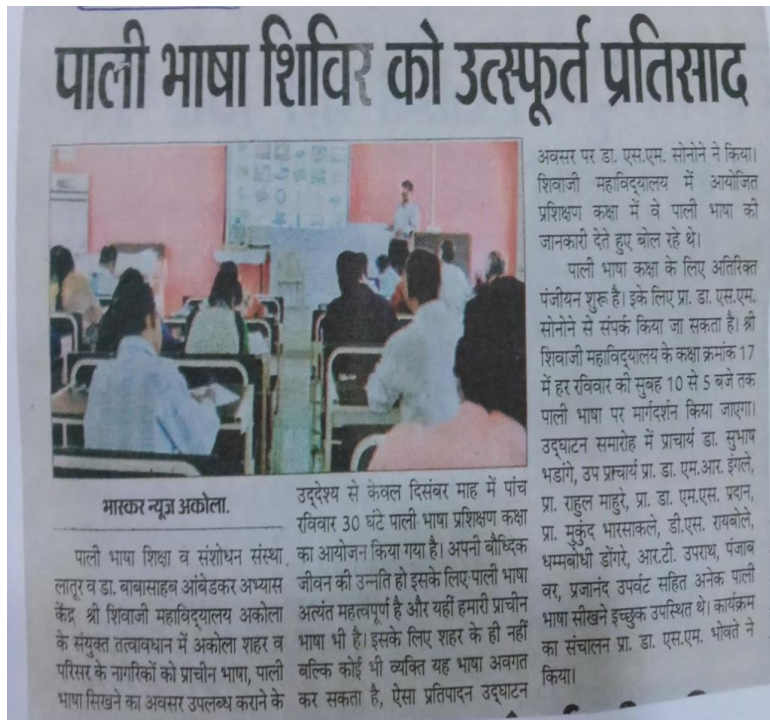 पाली भाषा शिविर को उत्स्फूर्त प्रतिसाद
भास्कर न्यूज अकोला.
पाली भाषा शिक्षा व संशोधन संस्था
लातूर व डा. बाबासाहब आंबेडकर अभ्यास
केंद्र श्री शिवाजी महाविद्यालय अकोला
के संयुक्त तत्वावधान में अकोला शहर व
परिसर के नागरिकों को प्राचीन भाषा, पाली
भाषा सिखने का अवसर उपलब्ध कराने के
उद्देश्य से केवल दिसंबर माह में पांच
रविवार 30 घंटे पाली भाषा प्रशिक्षण कक्षा
का आयोजन किया गया है। अपनी बौध्दिक
जीवन की उन्नति हो इसके लिए पाली भाषा
अत्यंत महत्वपूर्ण है और यहीं हमारी प्राचीन
भाषा भी है। इसके लिए शहर के ही नहीं
बल्कि कोई भी व्यक्ति यह भाषा अवगत
कर सकता है, ऐसा प्रतिपादन उद्घाटन
अवसर पर डा. एस.एम. सोनोने ने किया।
शिवाजी महाविद्यालय में आयोजित
प्रशिक्षण कक्षा में वे पाली भाषा की
जानकारी देते हुए बोल रहे थे।
पाली भाषा कक्षा के लिए अतिरिक्त
पंजीयन शुरू है। इके लिए प्रा. डा. एस.एम.
सोनोने से संपर्क किया जा सकता है। श्री
शिवाजी महाविद्यालय के कक्षा क्रमांक 17
में हर रविवार की सुबह 10 से 5 बजे तक
पाली भाषा पर मार्गदर्शन किया जाएगा।
उद्घाटन समारोह में प्राचार्य डा. सुभाष
भडांगे, उप प्राचार्य प्रा. डा. एम.आर. इंगले,
प्रा. राहुल माहुरे, प्रा. डा. एम.एस. प्रदान,
प्रा. मुकुंद भारसाकले, डी.एस. रायबोले,
धम्मबोधी डोंगरे, आर.टी. उपराथ, पंजाब
वर, प्रजानंद उपर्वट सहित अनेक पाली
भाषा सीखने इच्छुक उपस्थित थे। कार्यक्रम
का संचालन प्रा. डा. एस.एम. भोवते ने
किया।